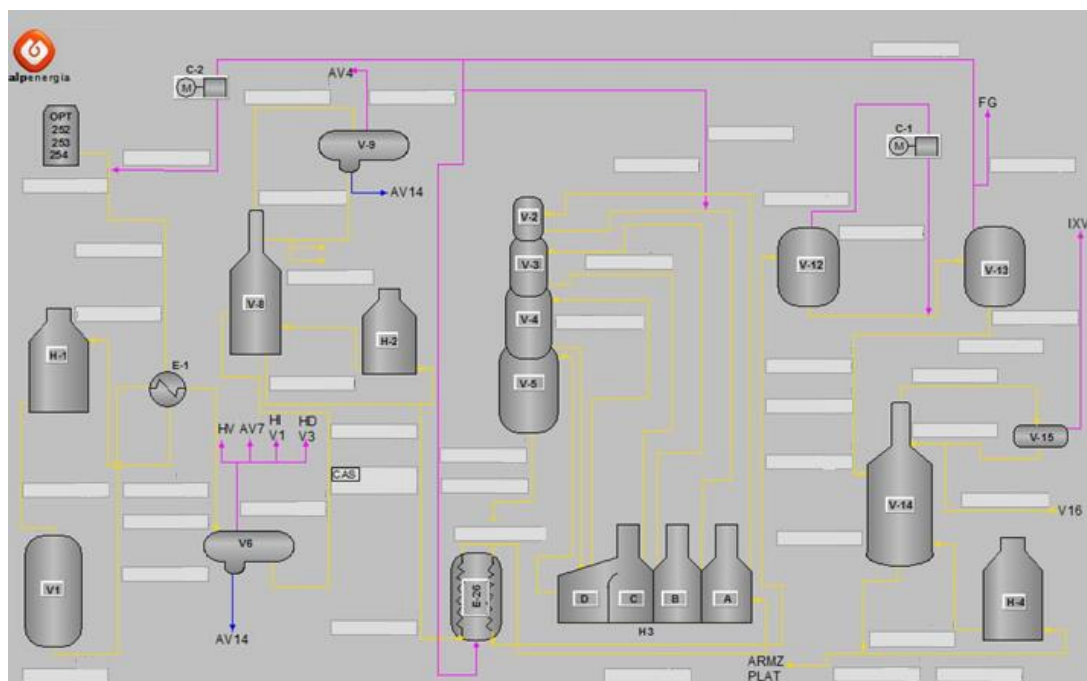 alpenergia
C-2
M
AV4
FG
OPT
252
253
254
V-9
C-1
M
AV14
IXV
V-2
V-3
V-12
V-13
V-8
H-1
H-2
V-4
E-1
V-5
HV
AV7
HI
V1
HD
V3
V-15
CAS
V16
V-14
V6
V1
E-26
D
C
B
A
H-4
H3
AV14
ARMZ
PLAT